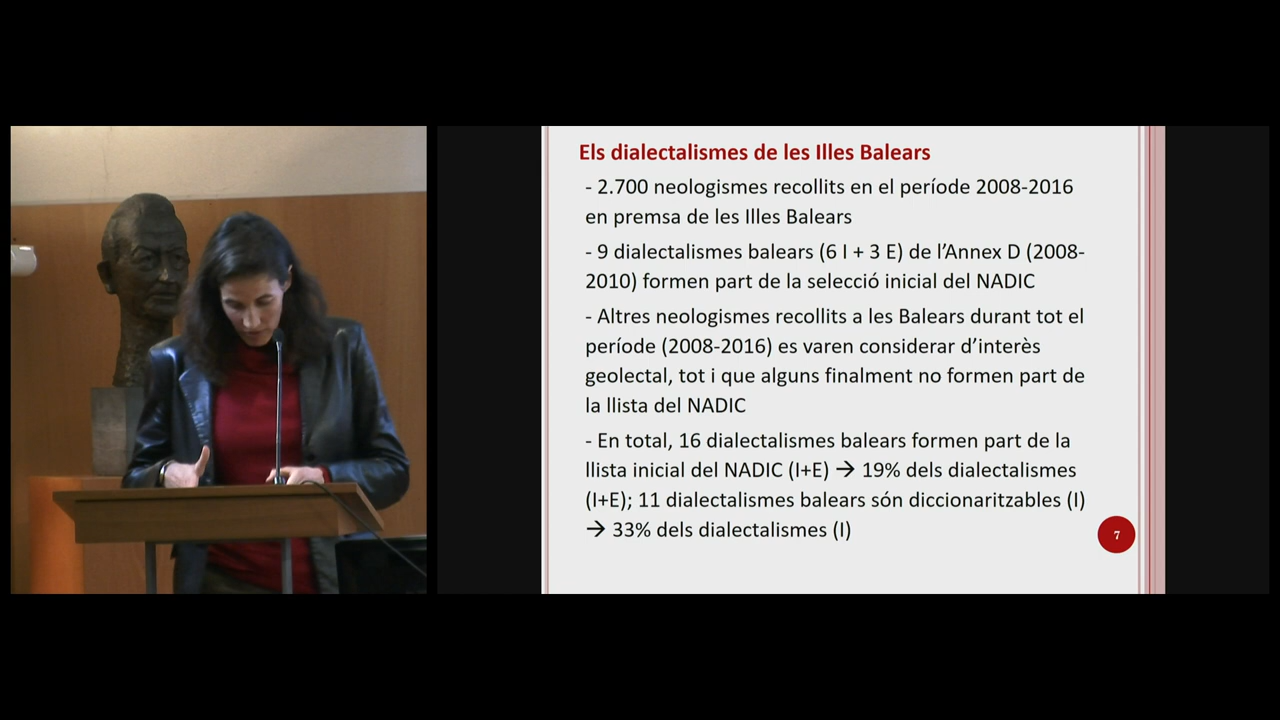 Els dialectalismes de les Illes Balears
- 2.700 neologismes recollits en el període 2008-2016
en premsa de les Illes Balears
- 9 dialectalismes balears (6 I + 3 E) de l’Annex D (2008-
2010) formen part de la selecció inicial del NADIC
- Altres neologismes recollits a les Balears durant tot el
període (2008-2016) es varen considerar d’interès
geolectal, tot i que alguns finalment no formen part de
la llista del NADIC
- En total, 16 dialectalismes balears formen part de la
llista inicial del NADIC (I+E) → 19% dels dialectalismes
(I+E); 11 dialectalismes balears són diccionaritzables (I)
→ 33% dels dialectalismes (I)
7